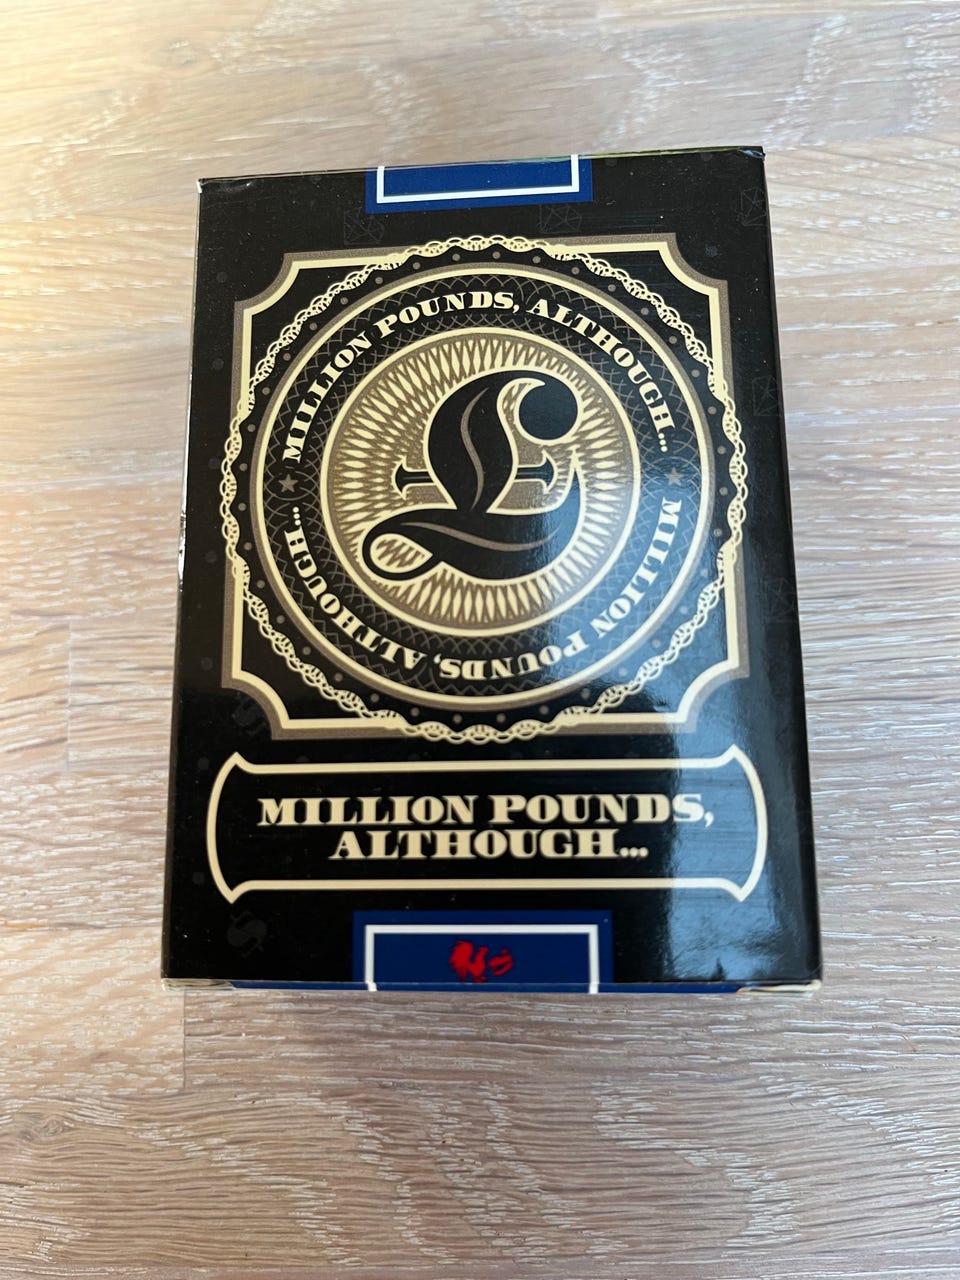 MILLION POUNDS, ALTHOUGH...
MILLION POUNDS, ALTHOUGH...
£
MILLION POUNDS,
ALTHOUGH...